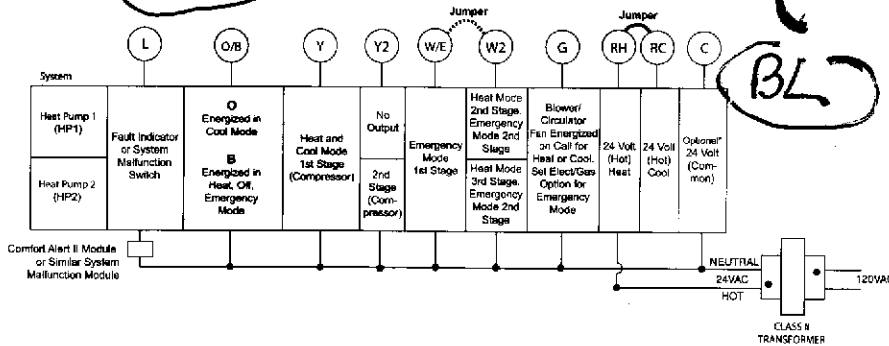 Jumper
Jumper
L
O/B
Y
Y2
W/E
W2
G
RH
RC
C
BL
System
Heat Pump 1
(HP1)
Heat Pump 2
(HP2)
Fault Indicator
or System
Malfunction
Switch
O
Energized in
Cool Mode
B
Energized in
Heat, Off,
Emergency
Mode
Heat and
Cool Mode
1st Stage
(Compressor)
No
Output
2nd
Stage
(Com-
pressor)
Emergency
Mode
1st Stage
Heat Mode
2nd Stage,
Emergency
Mode 2nd
Stage
Heat Mode
3rd Stage,
Emergency
Mode 2nd
Stage
Blower/
Circulator
Fan Energized
on Call for
Heat or Cool.
Set Elect/Gas
Option for
Emergency
Mode
24 Volt
(Hot)
Heat
24 Volt
(Hot)
Cool
Optional*
24 Volt
(Com-
mon)
Comfort Alert II Module
or Similar System
Malfunction Module
NEUTRAL
24VAC
HOT
120VAC
CLASS II
TRANSFORMER